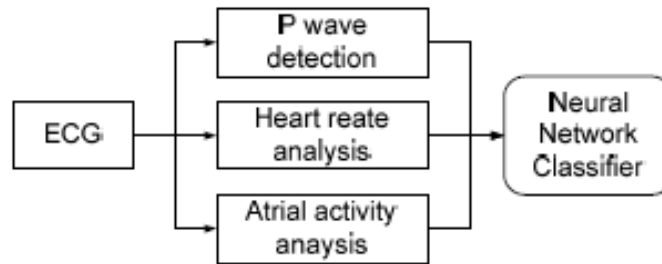 P wave
detection
ECG
Heart reate
analysis
Atrial activity
anaysis
Neural
Network
Classifier